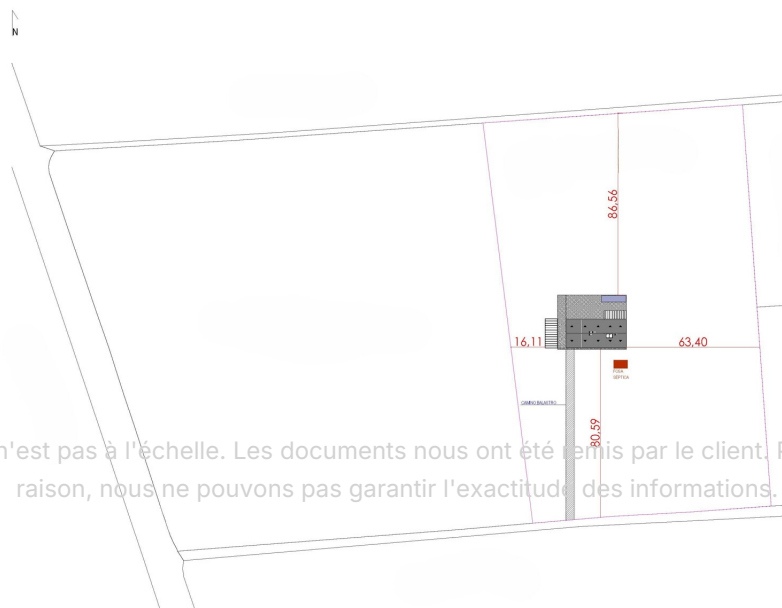 N
86,56
16,11
63,40
FOSA
SEPTICA
CAMINO BALASTRO
80,59
n'est pas à l'échelle. Les documents nous ont été remis par le client. P
raison, nous ne pouvons pas garantir l'exactitude des informations.